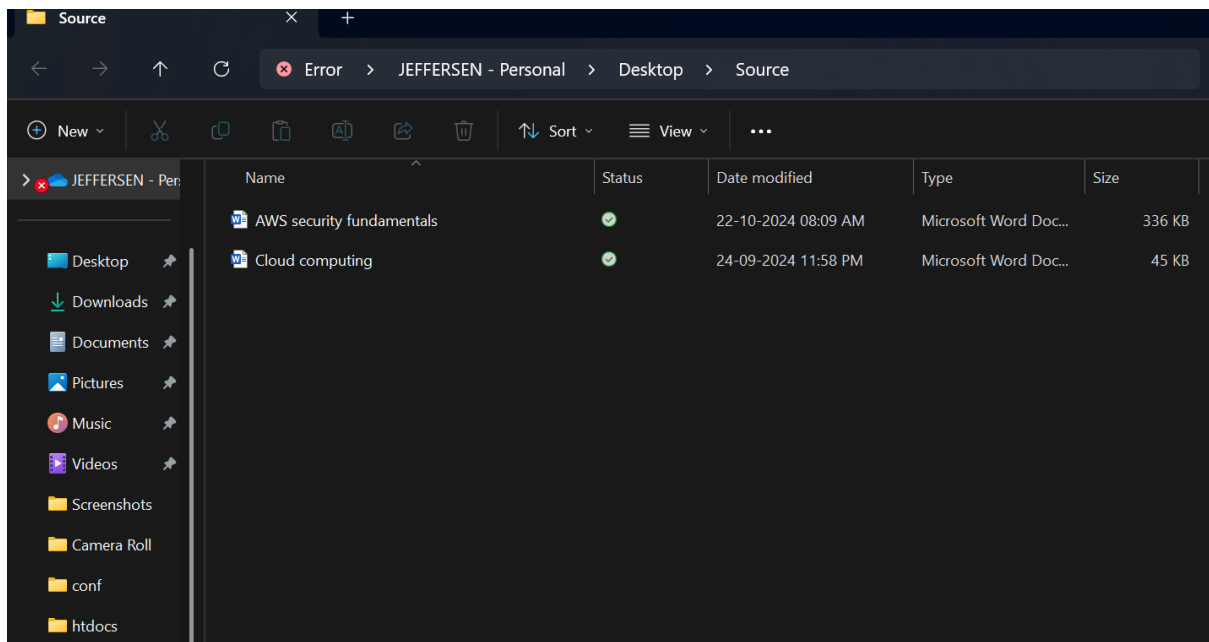 Source
Error > JEFFERSEN - Personal > Desktop > Source
New Sort View ...
JEFFERSEN - Per
Name Status Date modified Type Size
AWS security fundamentals 22-10-2024 08:09 AM Microsoft Word Doc... 336 KB
Cloud computing 24-09-2024 11:58 PM Microsoft Word Doc... 45 KB
Desktop
Downloads
Documents
Pictures
Music
Videos
Screenshots
Camera Roll
conf
htdocs